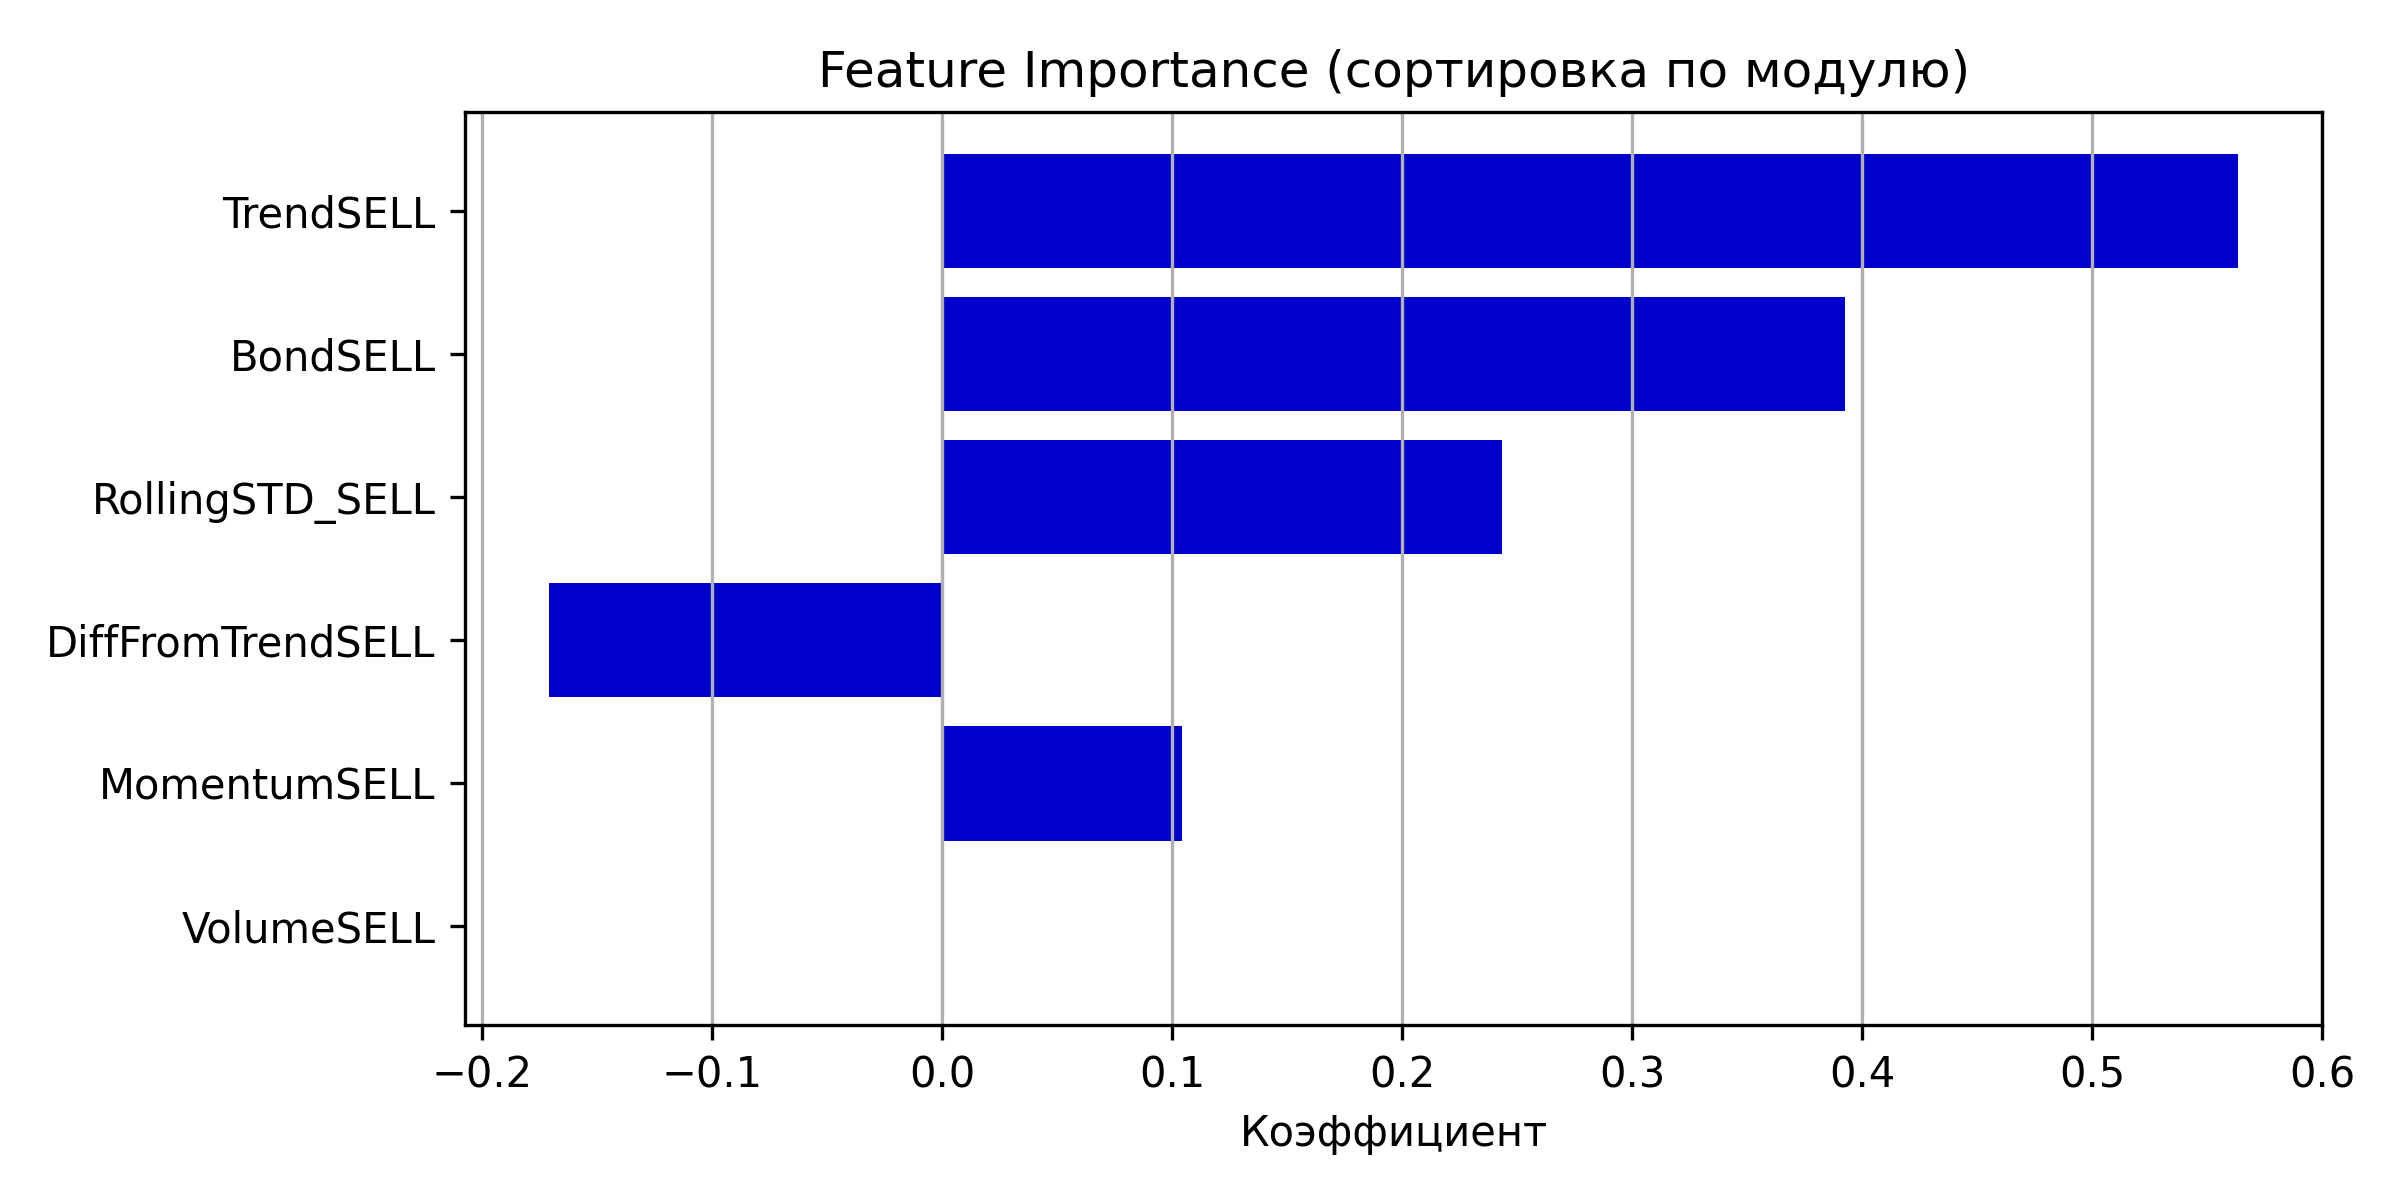 Feature Importance (сортировка по модулю)
TrendSELL
BondSELL
RollingSTD_SELL
DiffFromTrendSELL
MomentumSELL
VolumeSELL
−0.2 −0.1 0.0 0.1 0.2 0.3 0.4 0.5 0.6
Коэффициент